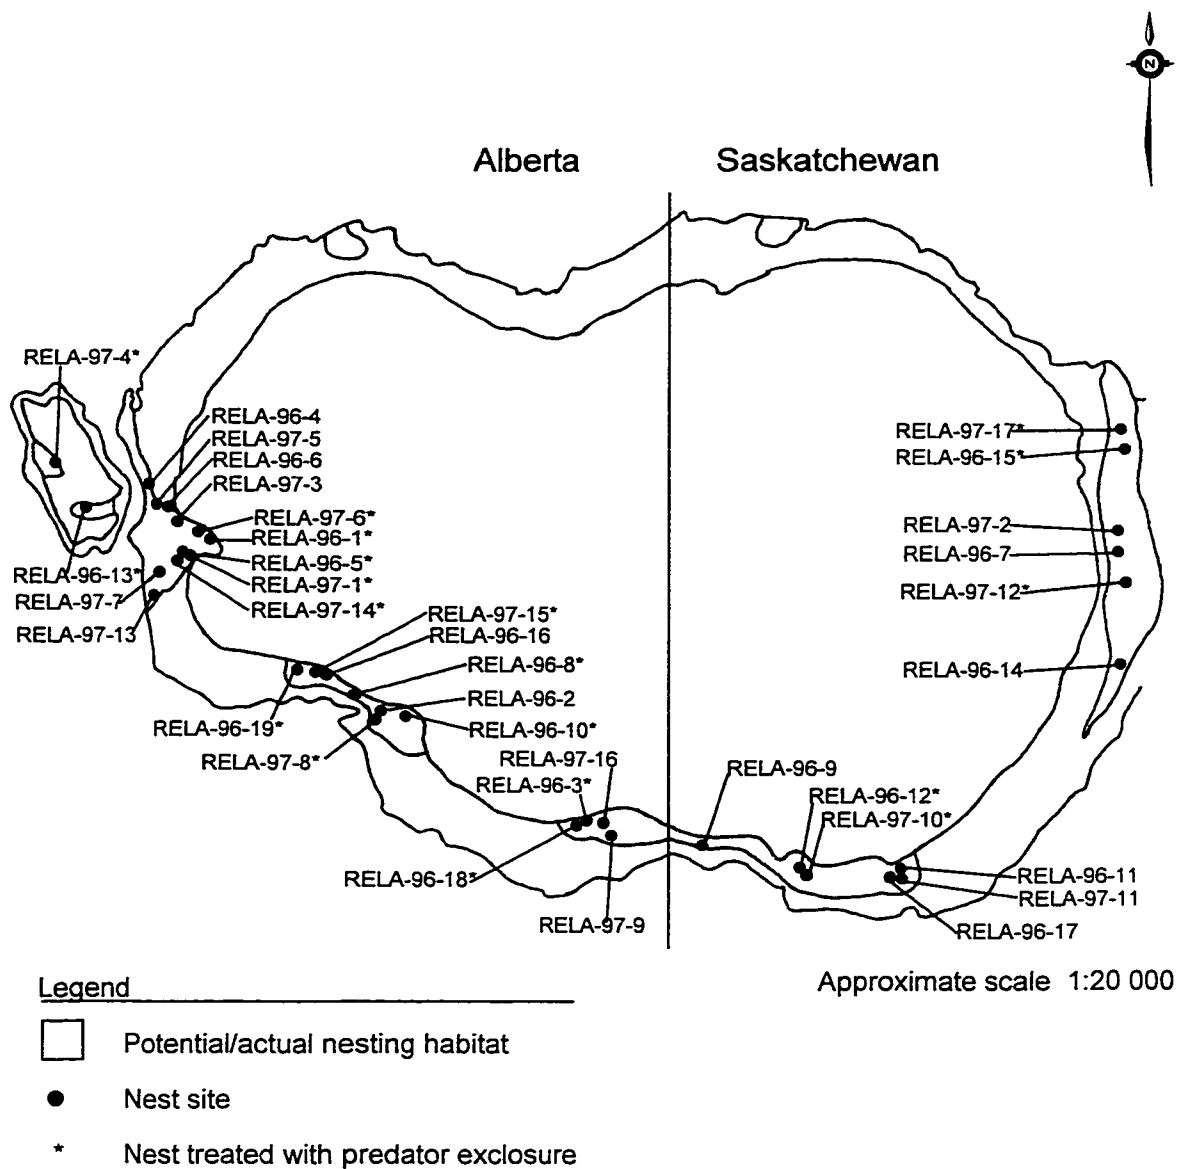 N
Alberta
Saskatchewan
RELA-97-4*
RELA-96-4
RELA-97-5
RELA-96-6
RELA-97-3
RELA-97-6*
RELA-96-1*
RELA-96-5*
RELA-97-1*
RELA-97-14*
RELA-96-13*
RELA-97-7
RELA-97-13
RELA-97-15*
RELA-96-16
RELA-96-8*
RELA-96-2
RELA-96-10*
RELA-96-19*
RELA-97-8*
RELA-97-16
RELA-96-3*
RELA-96-18*
RELA-97-9
RELA-97-17*
RELA-96-15*
RELA-97-2
RELA-96-7
RELA-97-12*
RELA-96-14
RELA-96-9
RELA-96-12*
RELA-97-10*
RELA-96-11
RELA-97-11
RELA-96-17
Approximate scale 1:20 000
Legend
Potential/actual nesting habitat
Nest site
* Nest treated with predator exclosure